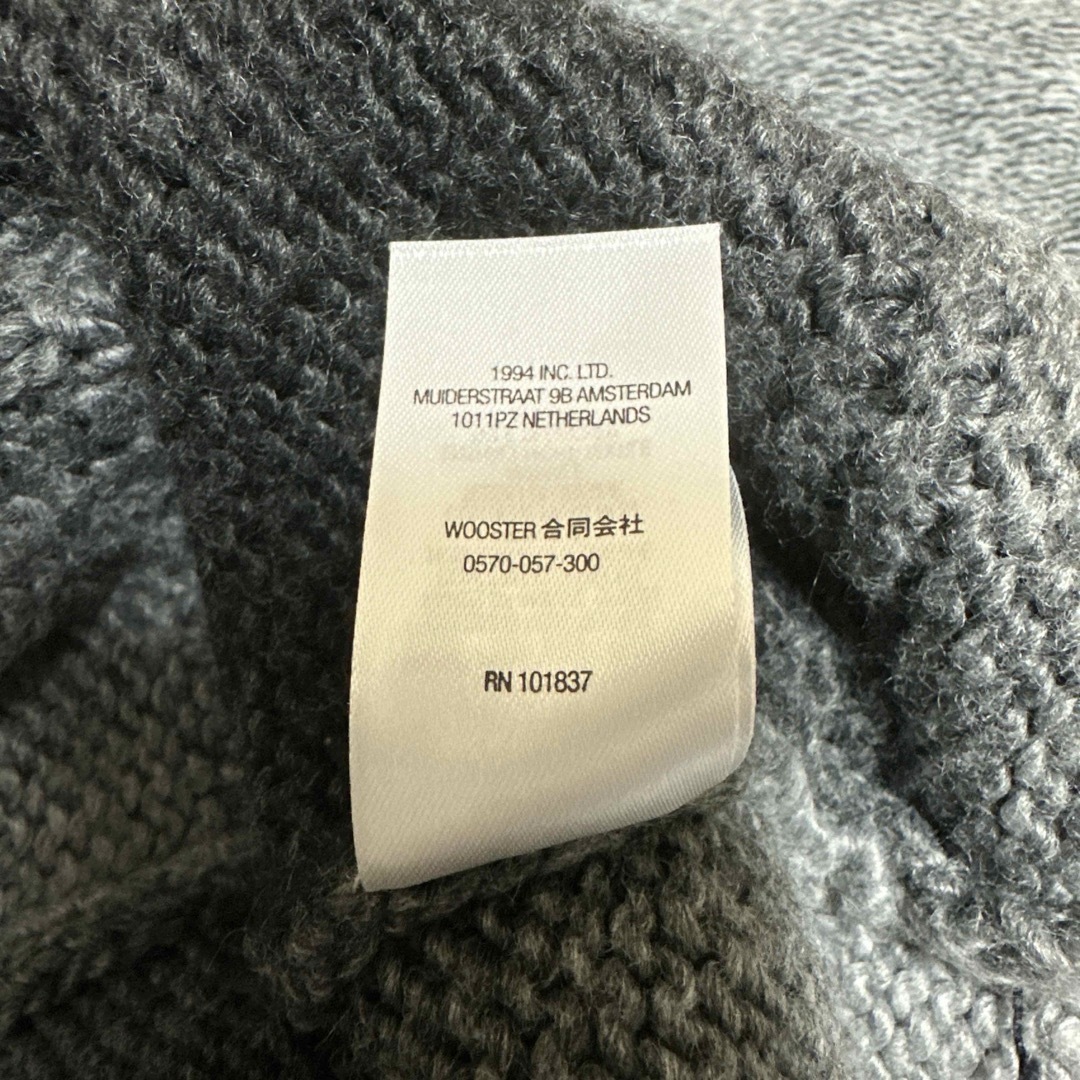 1994 INC. LTD.
MUIDERSTRAAT 9B AMSTERDAM
1011PZ NETHERLANDS
WOOSTER 合同会社
0570-057-300
RN 101837